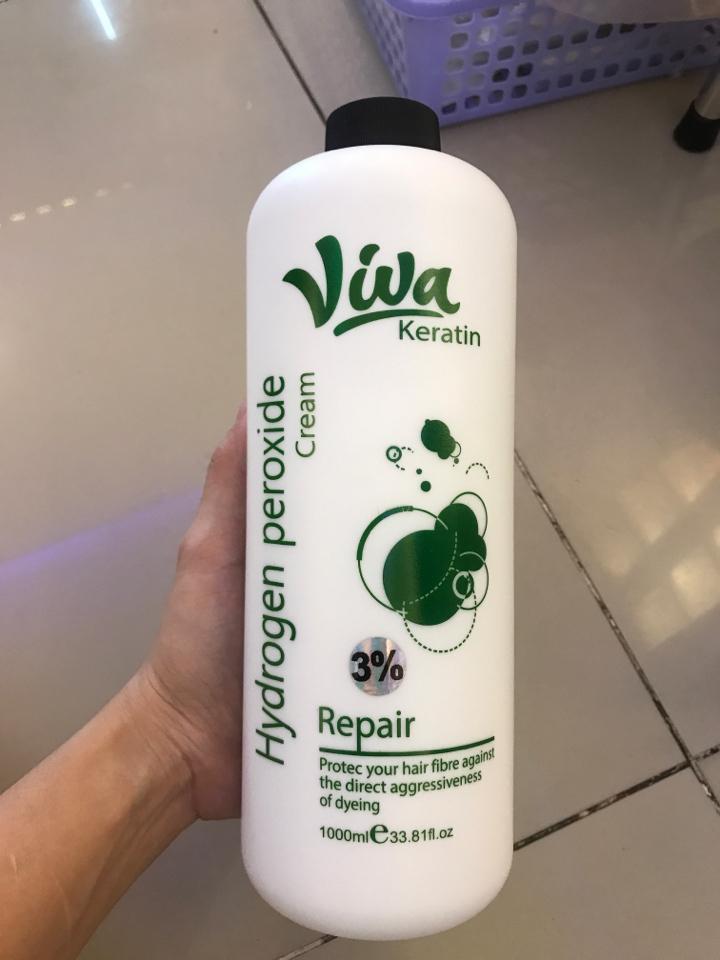 Viva
Keratin
Hydrogen peroxide
Cream
3%
Repair
Protec your hair fibre against
the direct aggressiveness
of dyeing
1000ml e 33.81fl.oz